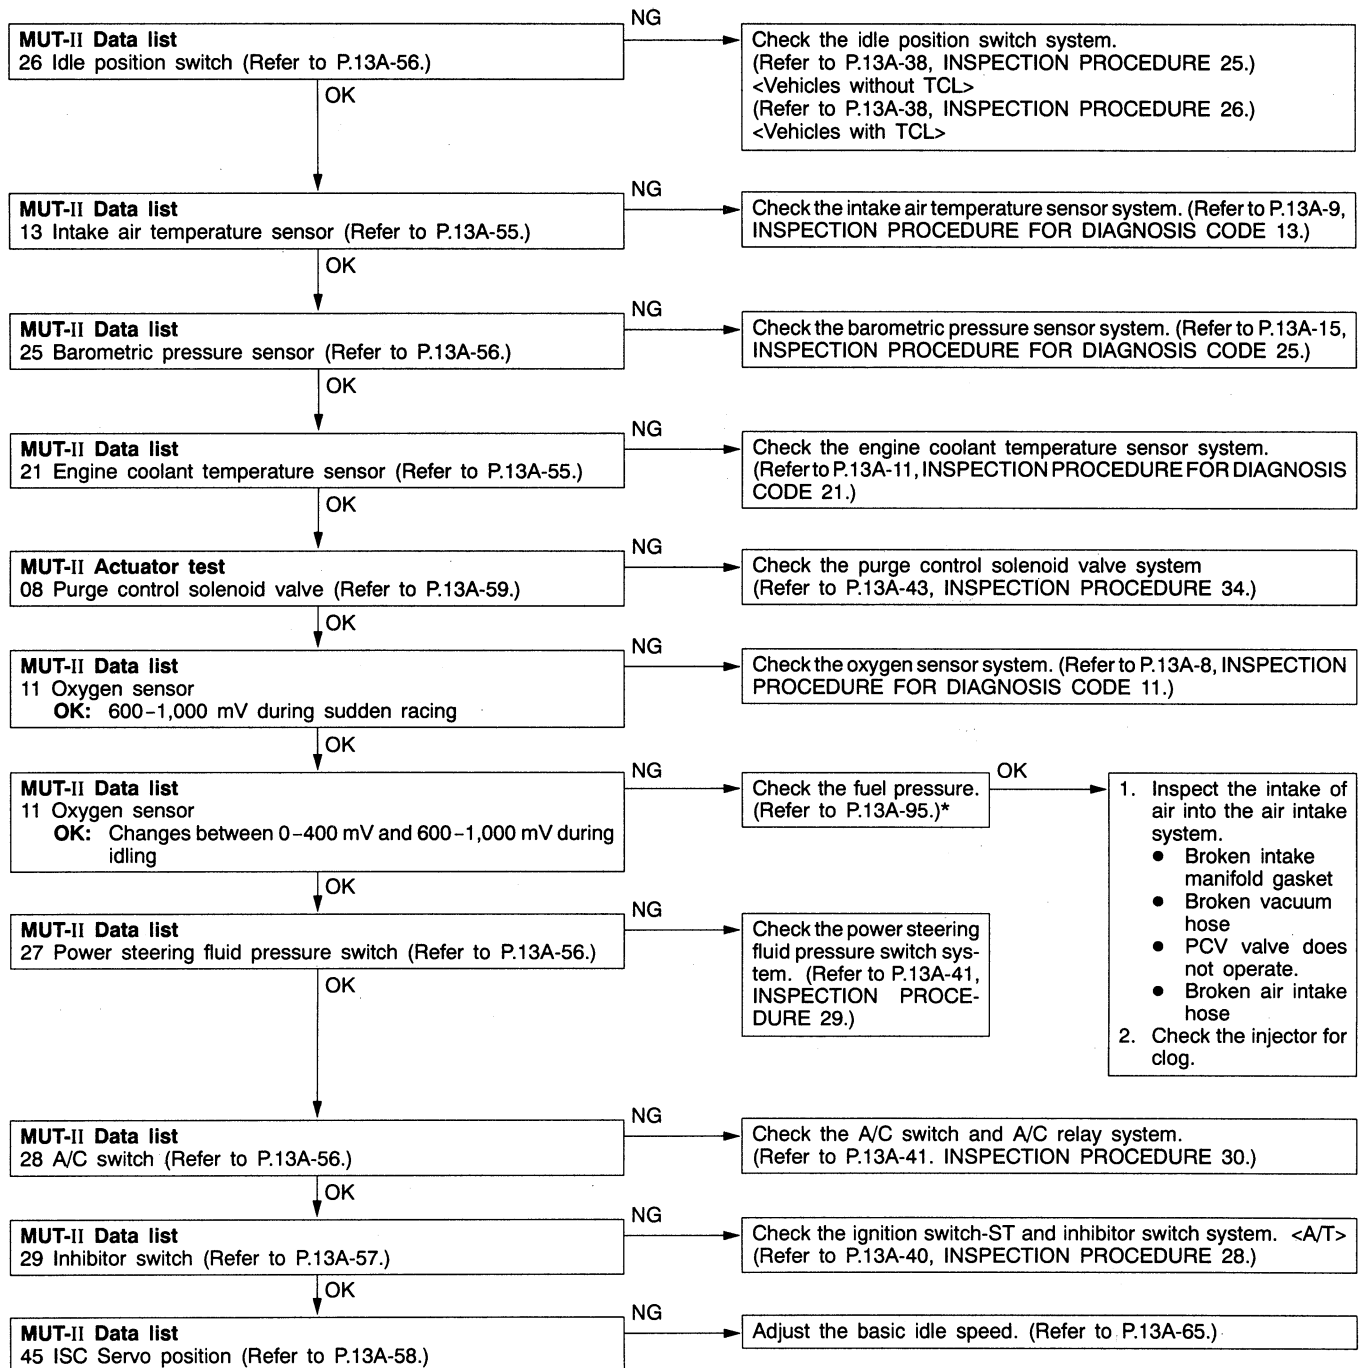 NG
MUT-II Data list
26 Idle position switch (Refer to P.13A-56.)
Check the idle position switch system.
(Refer to P.13A-38, INSPECTION PROCEDURE 25.)
<Vehicles without TCL>
(Refer to P.13A-38, INSPECTION PROCEDURE 26.)
<Vehicles with TCL>
OK
NG
MUT-II Data list
13 Intake air temperature sensor (Refer to P.13A-55.)
Check the intake air temperature sensor system. (Refer to P.13A-9,
INSPECTION PROCEDURE FOR DIAGNOSIS CODE 13.)
OK
NG
MUT-II Data list
25 Barometric pressure sensor (Refer to P.13A-56.)
Check the barometric pressure sensor system. (Refer to P.13A-15,
INSPECTION PROCEDURE FOR DIAGNOSIS CODE 25.)
OK
NG
MUT-II Data list
21 Engine coolant temperature sensor (Refer to P.13A-55.)
Check the engine coolant temperature sensor system.
(Refer to P.13A-11, INSPECTION PROCEDURE FOR DIAGNOSIS
CODE 21.)
OK
NG
MUT-II Actuator test
08 Purge control solenoid valve (Refer to P.13A-59.)
Check the purge control solenoid valve system
(Refer to P.13A-43, INSPECTION PROCEDURE 34.)
OK
NG
MUT-II Data list
11 Oxygen sensor
OK: 600–1,000 mV during sudden racing
Check the oxygen sensor system. (Refer to P.13A-8, INSPECTION
PROCEDURE FOR DIAGNOSIS CODE 11.)
OK
NG
MUT-II Data list
11 Oxygen sensor
OK: Changes between 0–400 mV and 600–1,000 mV during
idling
Check the fuel pressure.
(Refer to P.13A-95.)*
OK
1. Inspect the intake of
air into the air intake
system.
● Broken intake
manifold gasket
● Broken vacuum
hose
● PCV valve does
not operate.
● Broken air intake
hose
2. Check the injector for
clog.
OK
NG
MUT-II Data list
27 Power steering fluid pressure switch (Refer to P.13A-56.)
Check the power steering
fluid pressure switch sys-
tem. (Refer to P.13A-41,
INSPECTION PROCE-
DURE 29.)
OK
NG
MUT-II Data list
28 A/C switch (Refer to P.13A-56.)
Check the A/C switch and A/C relay system.
(Refer to P.13A-41. INSPECTION PROCEDURE 30.)
OK
NG
MUT-II Data list
29 Inhibitor switch (Refer to P.13A-57.)
Check the ignition switch-ST and inhibitor switch system. <A/T>
(Refer to P.13A-40, INSPECTION PROCEDURE 28.)
OK
NG
MUT-II Data list
45 ISC Servo position (Refer to P.13A-58.)
Adjust the basic idle speed. (Refer to P.13A-65.)